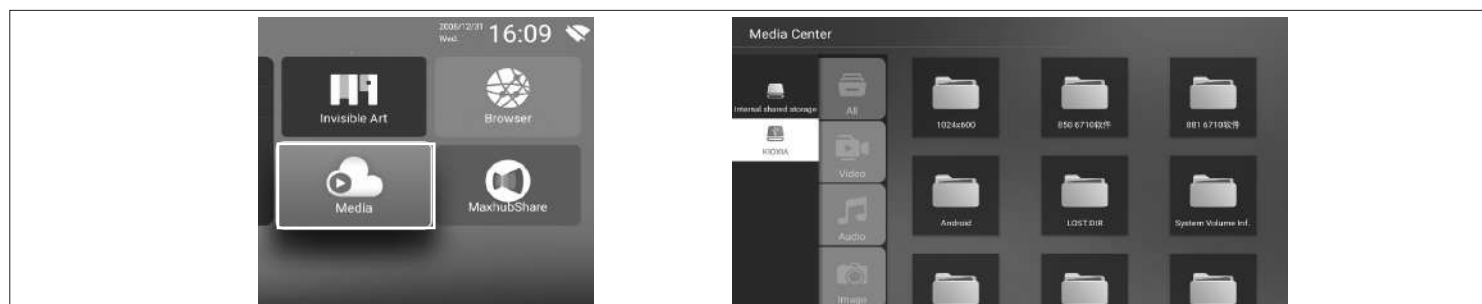 2008/12/31
Wed.
16:09
Invisible Art
Browser
Media
MaxhubShare
Media Center
Internal shared storage
KIOXIA
All
Video
Audio
Image
1024x600
850 6710软件
881 6710软件
Android
LOST.DIR
System Volume Inf.